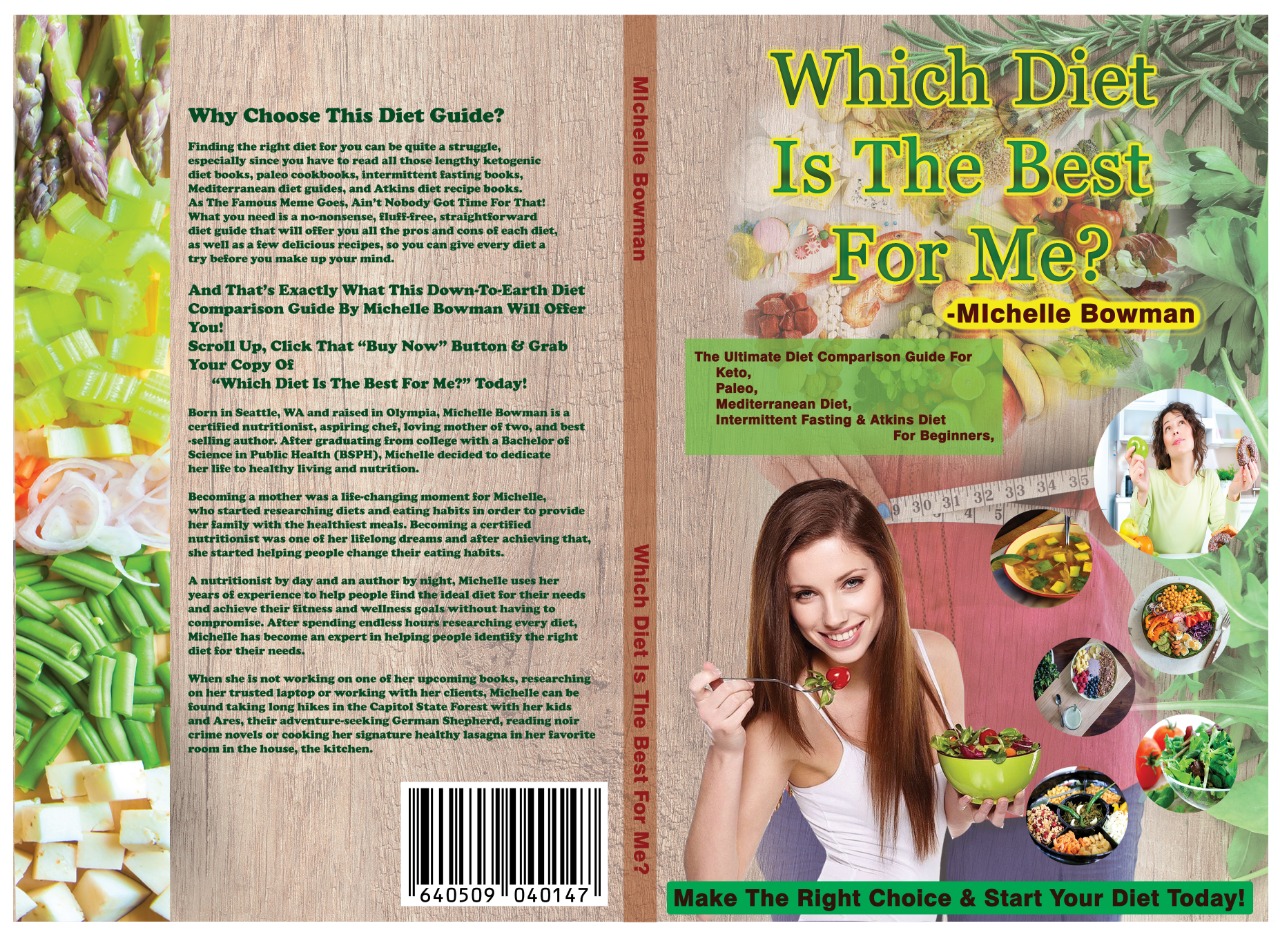 Why Choose This Diet Guide?
Finding the right diet for you can be quite a struggle,
especially since you have to read all those lengthy ketogenic
diet books, paleo cookbooks, intermittent fasting books,
Mediterranean diet guides, and Atkins diet recipe books.
As The Famous Meme Goes, Ain't Nobody Got Time For That!
What you need is a no-nonsense, fluff-free, straightforward
diet guide that will offer you all the pros and cons of each diet,
as well as a few delicious recipes, so you can give every diet a
try before you make up your mind.
And That's Exactly What This Down-To-Earth Diet
Comparison Guide By Michelle Bowman Will Offer
You!
Scroll Up, Click That “Buy Now” Button & Grab
Your Copy Of
“Which Diet Is The Best For Me?” Today!
Born in Seattle, WA and raised in Olympia, Michelle Bowman is a
certified nutritionist, aspiring chef, loving mother of two, and best
-selling author. After graduating from college with a Bachelor of
Science in Public Health (BSPH), Michelle decided to dedicate
her life to healthy living and nutrition.
Becoming a mother was a life-changing moment for Michelle,
who started researching diets and eating habits in order to provide
her family with the healthiest meals. Becoming a certified
nutritionist was one of her lifelong dreams and after achieving that,
she started helping people change their eating habits.
A nutritionist by day and an author by night, Michelle uses her
years of experience to help people find the ideal diet for their needs
and achieve their fitness and wellness goals without having to
compromise. After spending endless hours researching every diet,
Michelle has become an expert in helping people identify the right
diet for their needs.
When she is not working on one of her upcoming books, researching
on her trusted laptop or working with her clients, Michelle can be
found taking long hikes in the Capitol State Forest with her kids
and Ares, their adventure-seeking German Shepherd, reading noir
crime novels or cooking her signature healthy lasagna in her favorite
room in the house, the kitchen.
640509 040147
MIchelle Bowman
Which Diet Is The Best For Me?
Which Diet
Is The Best
For Me?
-MIchelle Bowman
The Ultimate Diet Comparison Guide For
Keto,
Paleo,
Mediterranean Diet,
Intermittent Fasting & Atkins Diet
For Beginners,
9 30 31 32 33 34 35
4 5
Make The Right Choice & Start Your Diet Today!